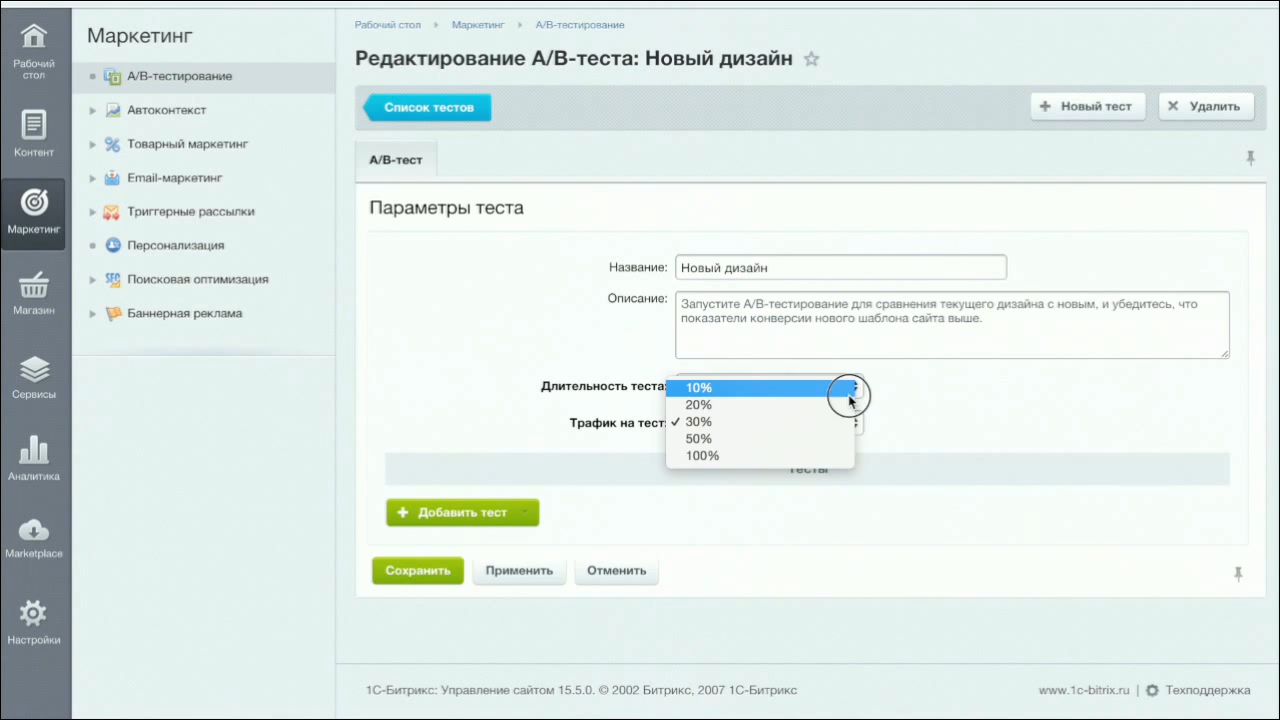 Рабочий стол
Контент
Маркетинг
Магазин
Сервисы
Аналитика
Marketplace
Настройки
Маркетинг
А/В-тестирование
Автоконтекст
Товарный маркетинг
Email-маркетинг
Триггерные рассылки
Персонализация
SEO Поисковая оптимизация
Баннерная реклама
Рабочий стол Маркетинг А/В-тестирование
Редактирование А/В-теста: Новый дизайн
Список тестов
Новый тест Удалить
А/В-тест
Параметры теста
Название: Новый дизайн
Описание: Запустите А/В-тестирование для сравнения текущего дизайна с новым, и убедитесь, что
показатели конверсии нового шаблона сайта выше.
Длительность теста:
Трафик на тест:
10%
20%
30%
50%
100%
Тесты
Добавить тест
Сохранить Применить Отменить
1С-Битрикс: Управление сайтом 15.5.0. © 2002 Битрикс, 2007 1С-Битрикс
www.1c-bitrix.ru | Техподдержка